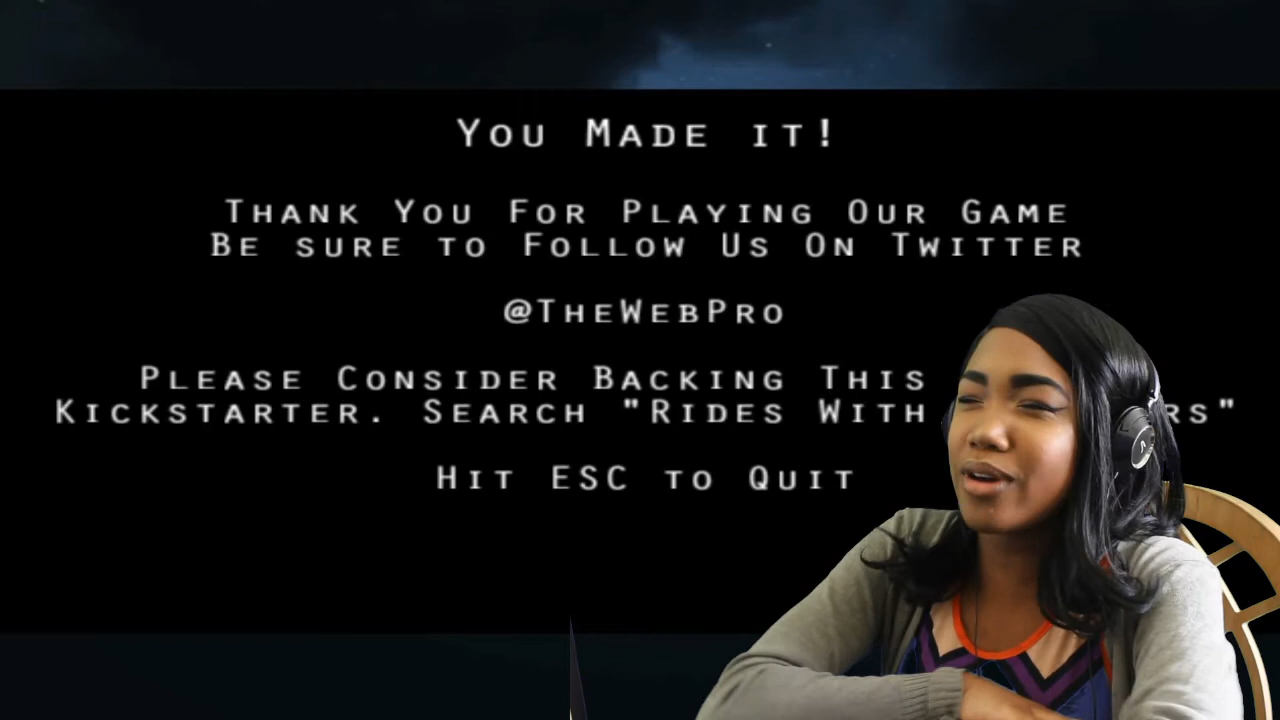 You Made it!
Thank You For Playing Our Game
Be sure to Follow Us On Twitter
@TheWebPro
Please Consider Backing This
Kickstarter. Search "Rides With
Hit ESC to Quit